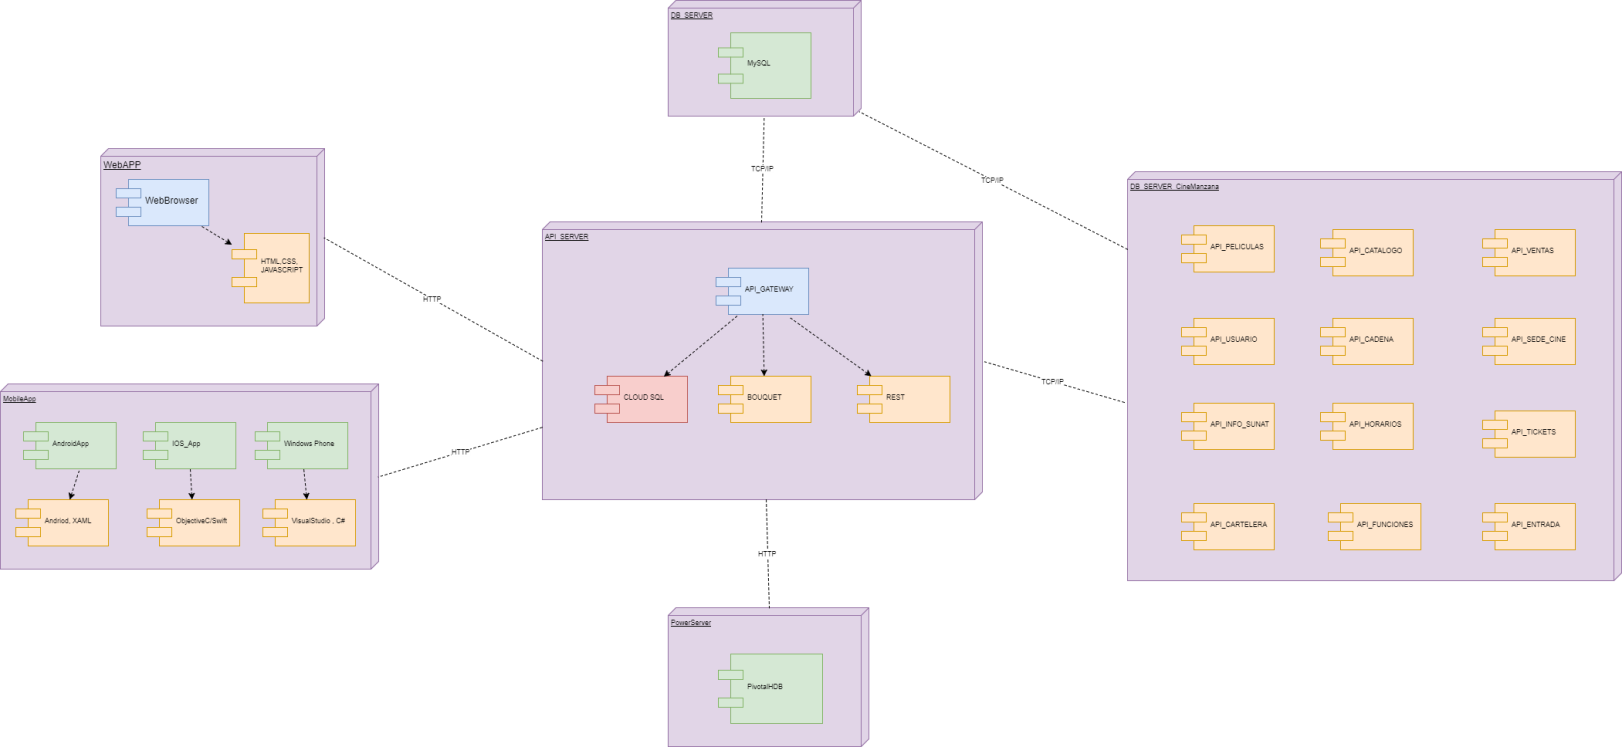 DB_SERVER
MySQL
TCP/IP
TCP/IP
WebAPP
WebBrowser
HTML,CSS,
JAVASCRIPT
HTTP
API_SERVER
API_GATEWAY
CLOUD SQL
BOUQUET
REST
TCP/IP
DB_SERVER_CineManzana
API_PELICULAS
API_CATALOGO
API_VENTAS
API_USUARIO
API_CADENA
API_SEDE_CINE
API_INFO_SUNAT
API_HORARIOS
API_TICKETS
API_CARTELERA
API_FUNCIONES
API_ENTRADA
MobileApp
AndroidApp
IOS_App
Windows Phone
Andriod, XAML
ObjectiveC/Swift
VisualStudio , C#
HTTP
HTTP
PowerServer
PivotalHDB